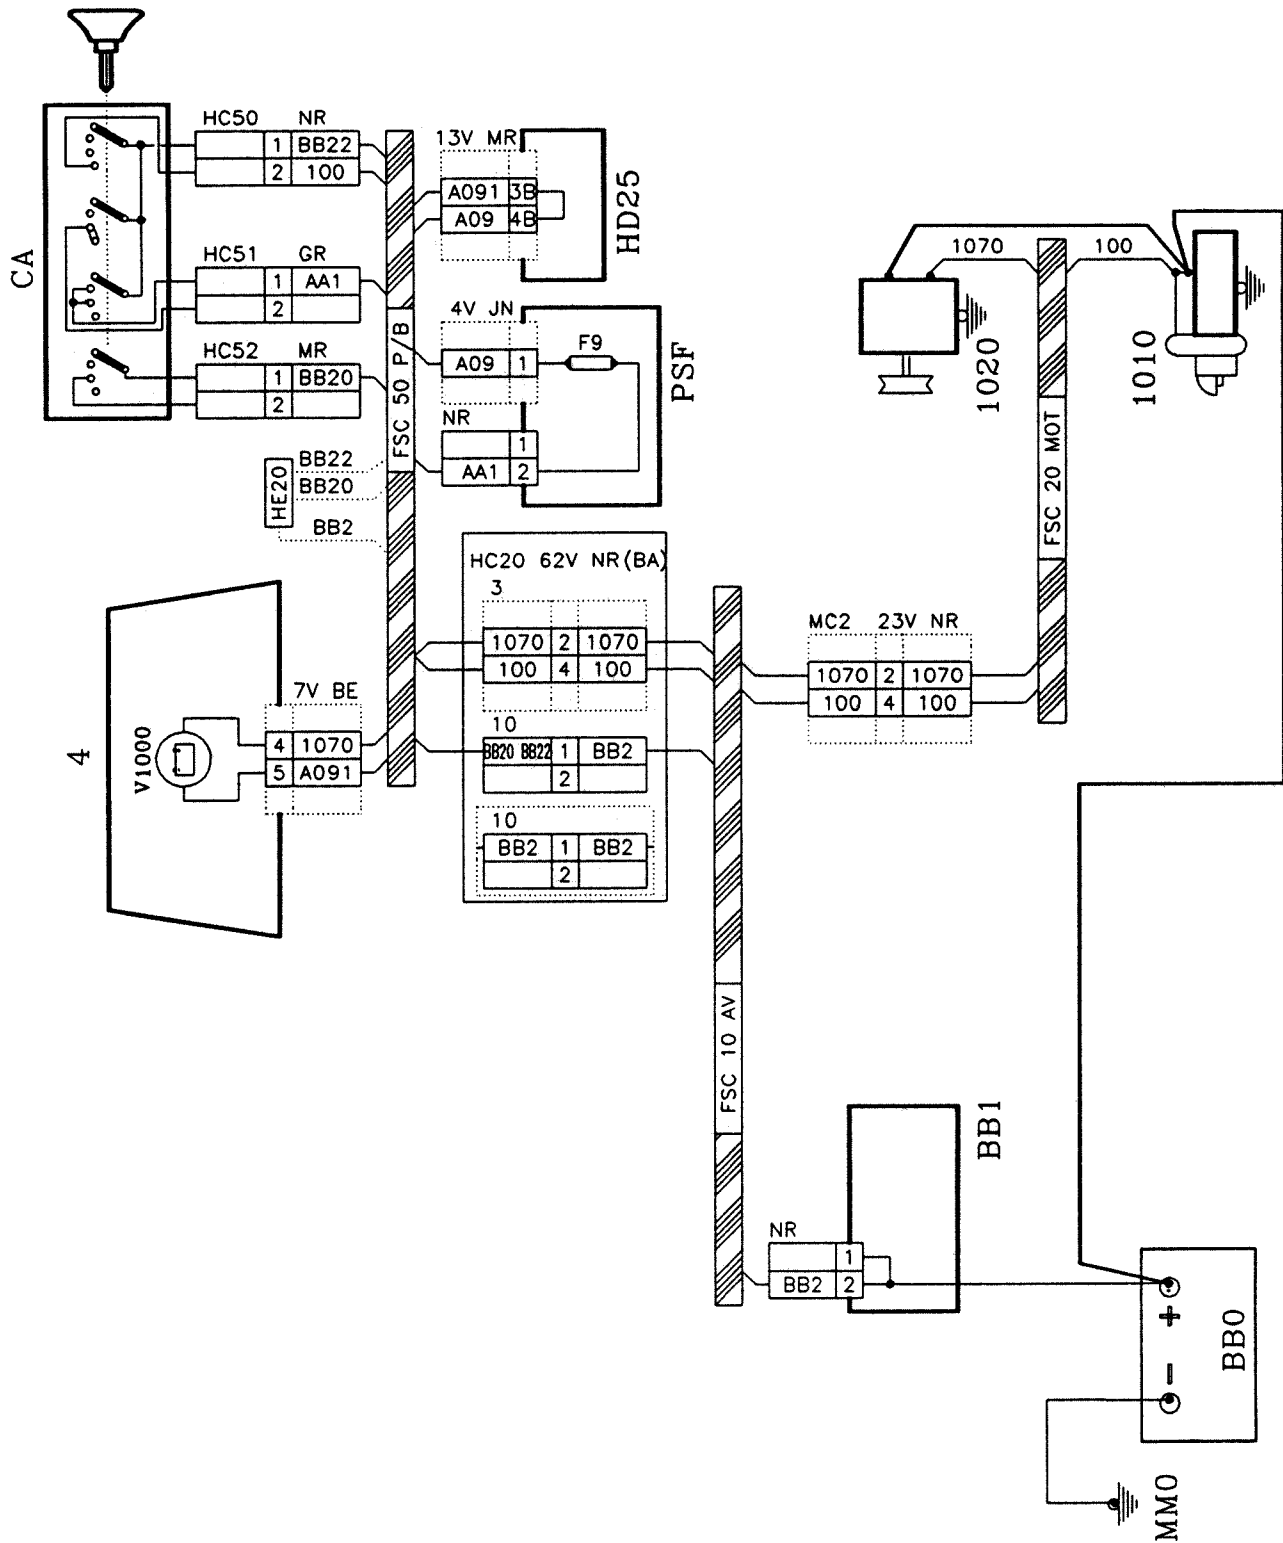 CA
HC50 NR
1 BB22
2 100
HC51 GR
1 AA1
2
HC52 MR
1 BB20
2
13V MR
A091 3B
A09 4B
HD25
4V JN
A09 1
F9
NR
1
AA1 2
PSF
FSC 50 P/B
HE20
BB22
BB20
BB2
1070
100
1020
1010
FSC 20 MOT
HC20 62V NR(BA)
3
1070 2 1070
100 4 100
10
BB20 BB22 1 BB2
2
10
BB2 1 BB2
2
MC2 23V NR
1070 2 1070
100 4 100
4
V1000
7V BE
4 1070
5 A091
FSC 10 AV
NR
1
BB2 2
BB1
+
−
BB0
MM0